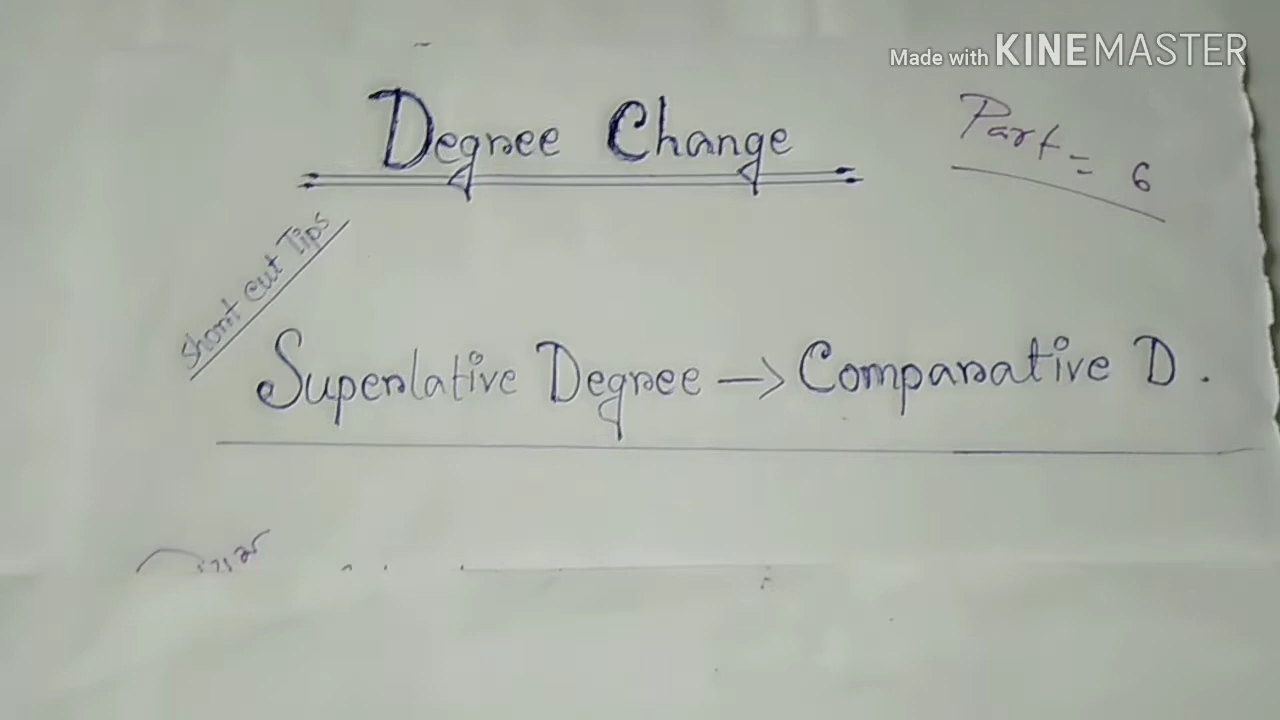 Made with KINEMASTER
Degree Change
Part = 6
Short cut Tips
Superlative Degree → Comparative D.